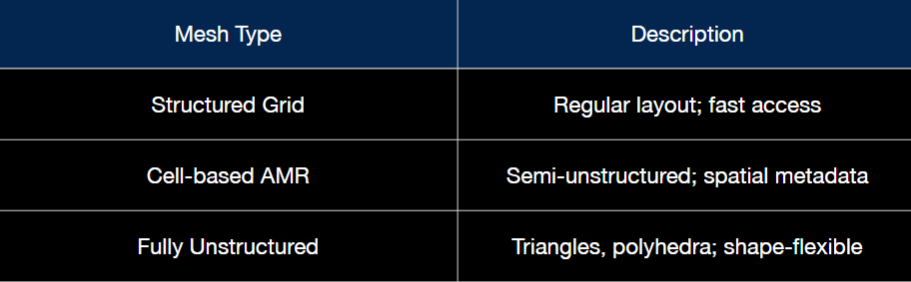 Mesh Type Description
Structured Grid Regular layout; fast access
Cell-based AMR Semi-unstructured; spatial metadata
Fully Unstructured Triangles, polyhedra; shape-flexible